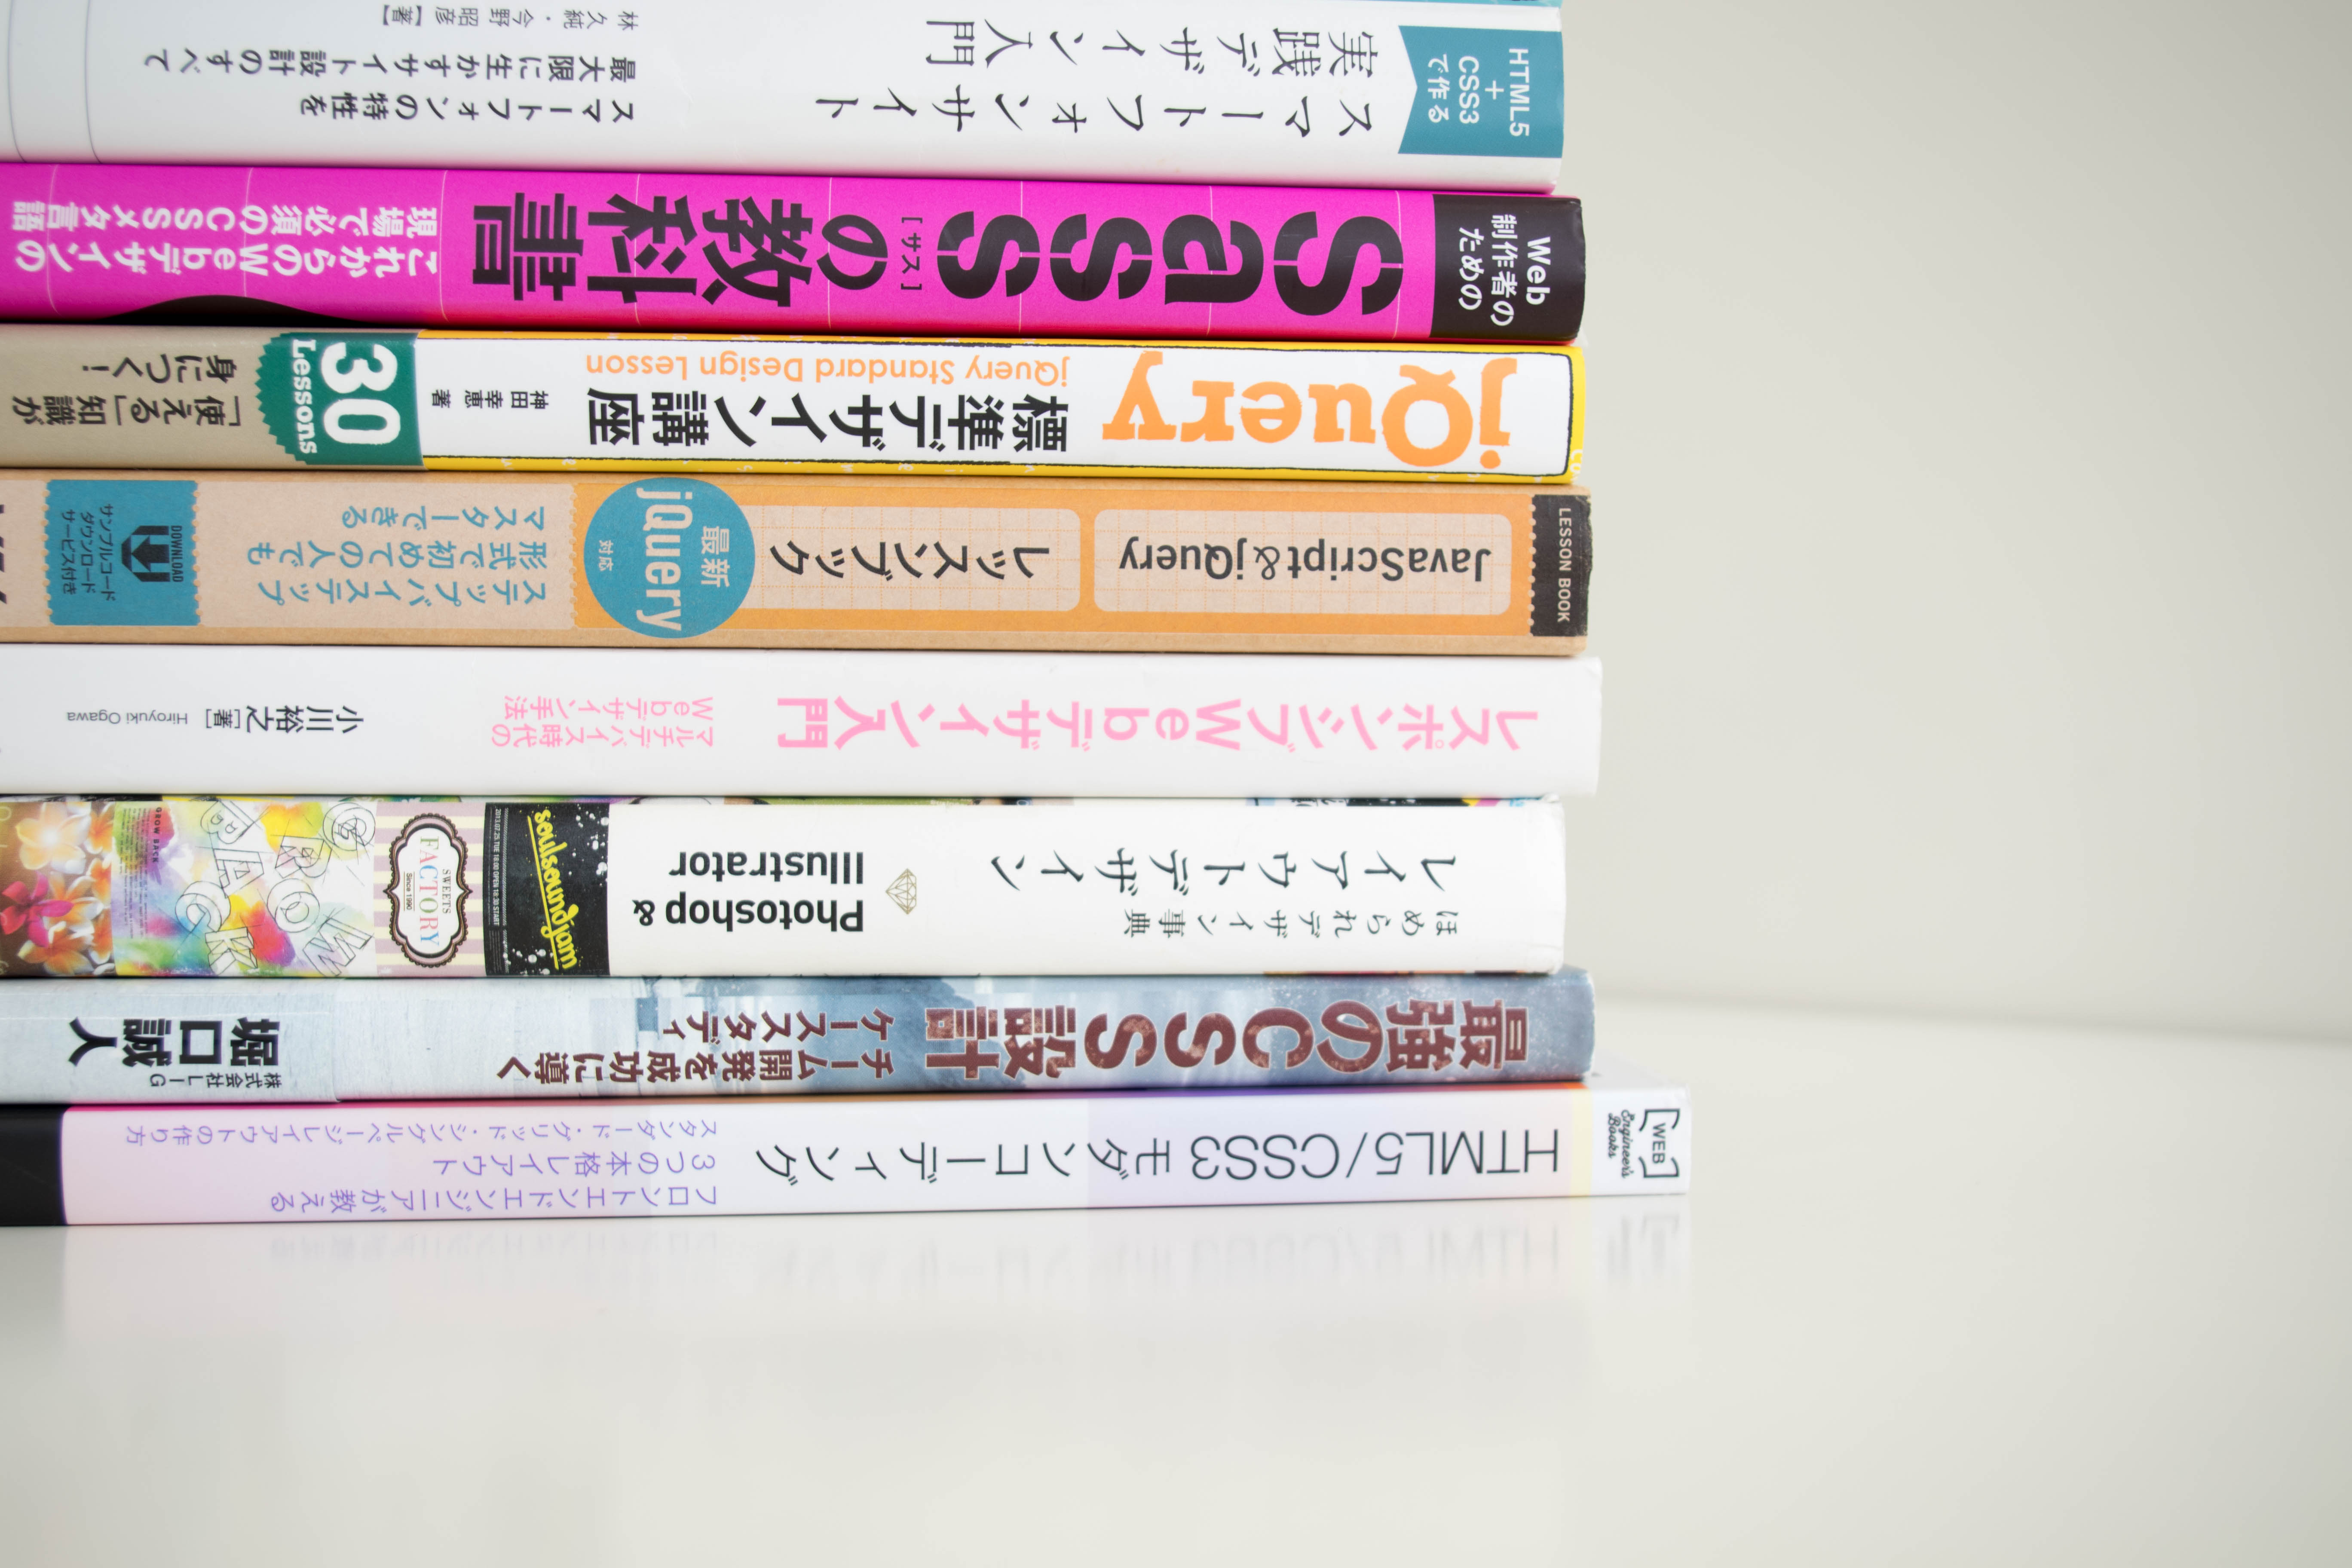 HTML5
+
CSS3
で作る
スマートフォンサイト
実践デザイン入門
スマートフォンの特性を
最大限に生かすサイト設計のすべて
林 久純・今野 昭彦【著】
Web
制作者の
ための
Sassの教科書
[サス]
これからのWebデザインの
現場で必須のCSSメタ言語
jQuery
標準デザイン講座
jQuery Standard Design Lesson
神田幸恵 著
30
Lessons
「使える」知識が
身につく!
LESSON BOOK
JavaScript&jQuery
レッスンブック
最新
jQuery
対応
ステップバイステップ
形式で初めての人でも
マスターできる
DOWNLOAD
サンプルコード
ダウンロード
サービス付き
レスポンシブWebデザイン入門
マルチデバイス時代の
Webデザイン手法
小川裕之[著] Hiroyuki Ogawa
ほめられデザイン事典
レイアウトデザイン
Photoshop &
Illustrator
soulsoundjam
SWEETS
FACTORY
Since 1990
GROW
BACK
GROW BACK
最強のCSS設計
チーム開発を成功に導く
ケーススタディ
株式会社LIG
堀口誠人
WEB
Engineer's
Books
HTML5/CSS3 モダンコーディング
フロントエンドエンジニアが教える
3つの本格レイアウト
スタンダード・グリッド・シングルページレイアウトの作り方